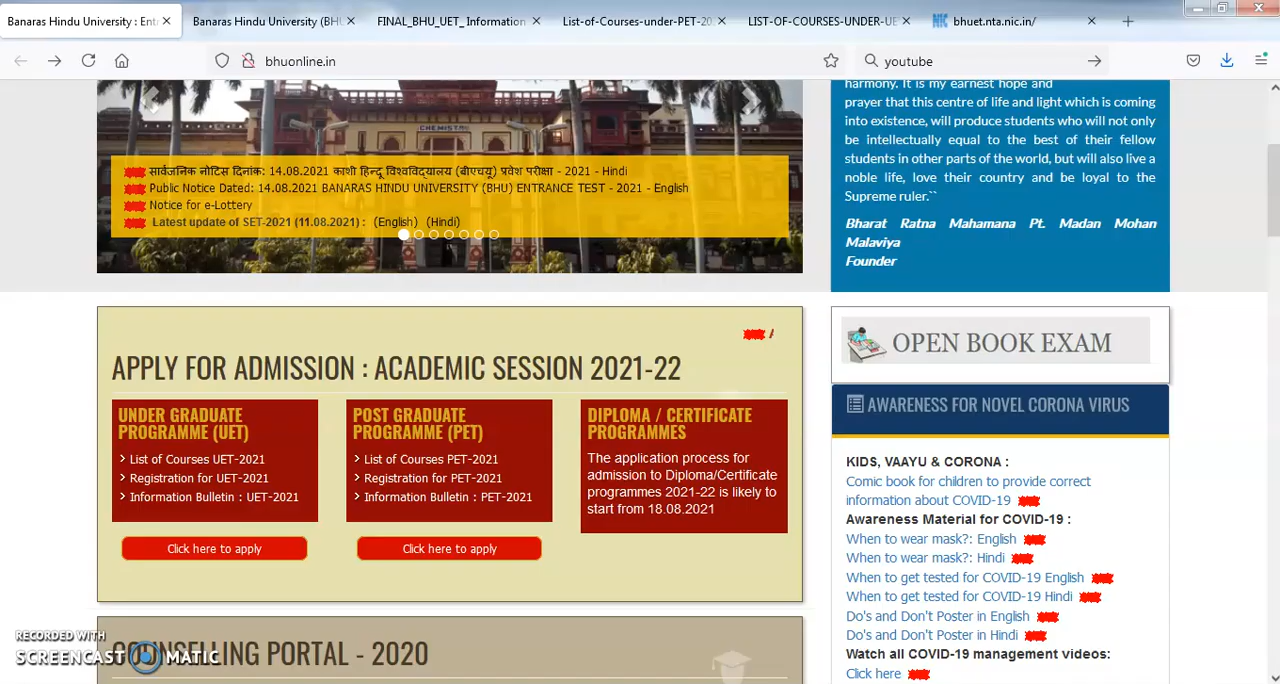 Banaras Hindu University : Ent
Banaras Hindu University (BH
FINAL_BHU_UET_ Information
List-of-Courses-under-PET-20
LIST-OF-COURSES-UNDER-UE
bhuet.nta.nic.in/
bhuonline.in
youtube
CHEMISTRY
सार्वजनिक नोटिस दिनांक: 14.08.2021 काशी हिन्दू विश्वविद्यालय (बीएचयू) प्रवेश परीक्षा - 2021 - Hindi
Public Notice Dated: 14.08.2021 BANARAS HINDU UNIVERSITY (BHU) ENTRANCE TEST - 2021 - English
Notice for e-Lottery
Latest update of SET-2021 (11.08.2021) : (English) (Hindi)
harmony. It is my earnest hope and
prayer that this centre of life and light which is coming
into existence, will produce students who will not only
be intellectually equal to the best of their fellow
students in other parts of the world, but will also live a
noble life, love their country and be loyal to the
Supreme ruler.``
Bharat Ratna Mahamana Pt. Madan Mohan
Malaviya
Founder
/
APPLY FOR ADMISSION : ACADEMIC SESSION 2021-22
UNDER GRADUATE
PROGRAMME (UET)
List of Courses UET-2021
Registration for UET-2021
Information Bulletin : UET-2021
Click here to apply
POST GRADUATE
PROGRAMME (PET)
List of Courses PET-2021
Registration for PET-2021
Information Bulletin : PET-2021
Click here to apply
DIPLOMA / CERTIFICATE
PROGRAMMES
The application process for
admission to Diploma/Certificate
programmes 2021-22 is likely to
start from 18.08.2021
OPEN BOOK EXAM
AWARENESS FOR NOVEL CORONA VIRUS
KIDS, VAAYU & CORONA :
Comic book for children to provide correct
information about COVID-19
Awareness Material for COVID-19 :
When to wear mask?: English
When to wear mask?: Hindi
When to get tested for COVID-19 English
When to get tested for COVID-19 Hindi
Do's and Don't Poster in English
Do's and Don't Poster in Hindi
Watch all COVID-19 management videos:
Click here
COUNSELLING PORTAL - 2020
RECORDED WITH
SCREENCAST MATIC